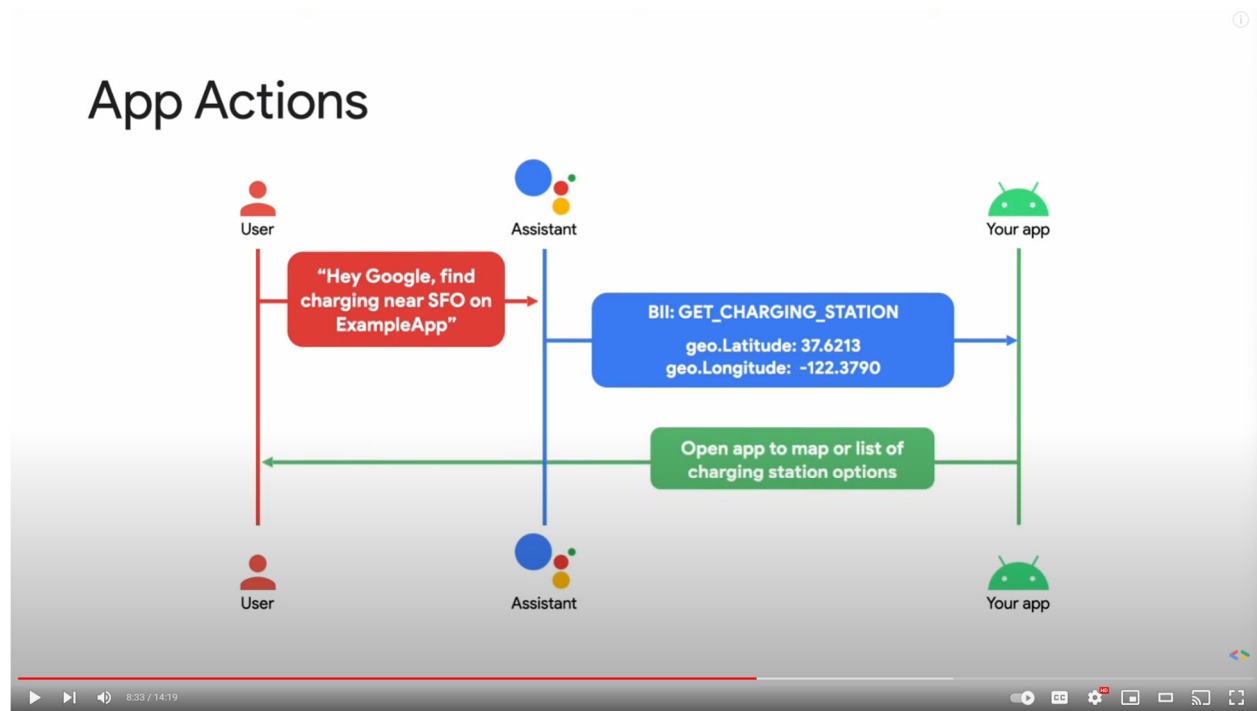 App Actions
User
Assistant
Your app
“Hey Google, find
charging near SFO on
ExampleApp”
BII: GET_CHARGING_STATION
geo.Latitude: 37.6213
geo.Longitude: -122.3790
Open app to map or list of
charging station options
User
Assistant
Your app
8:33 / 14:19
CC
HD